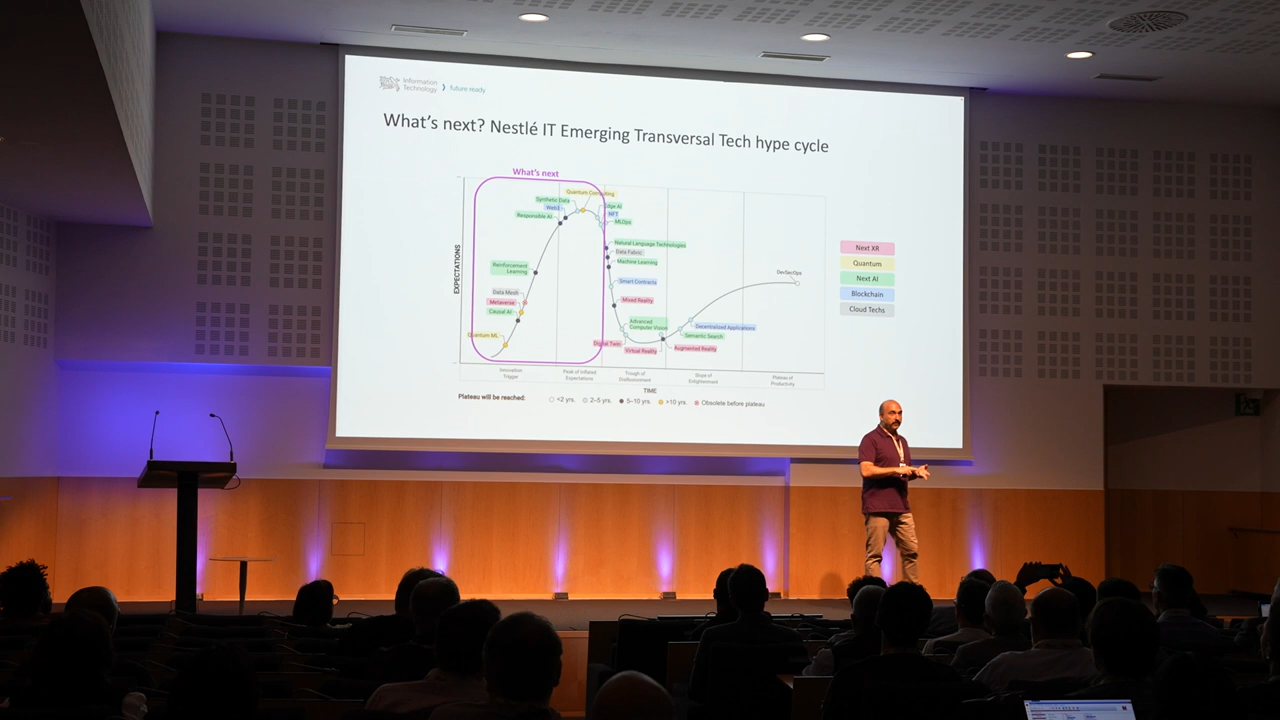 Information
Technology
future ready
What's next? Nestlé IT Emerging Transversal Tech hype cycle
What's next
Quantum Computing
Synthetic Data
Web3
Responsible AI
Edge AI
NFT
MLOps
Natural Language Technologies
Data Fabric
Machine Learning
Reinforcement
Learning
Smart Contracts
Data Mesh
Metaverse
Causal AI
Mixed Reality
Advanced
Computer Vision
Quantum ML
Digital Twin
Virtual Reality
Augmented Reality
Semantic Search
Decentralized Applications
DevSecOps
EXPECTATIONS
Innovation
Trigger
Peak of Inflated
Expectations
Trough of
Disillusionment
Slope of
Enlightenment
Plateau of
Productivity
TIME
Plateau will be reached: <2 yrs. 2–5 yrs. 5–10 yrs. >10 yrs. Obsolete before plateau
Next XR
Quantum
Next AI
Blockchain
Cloud Techs